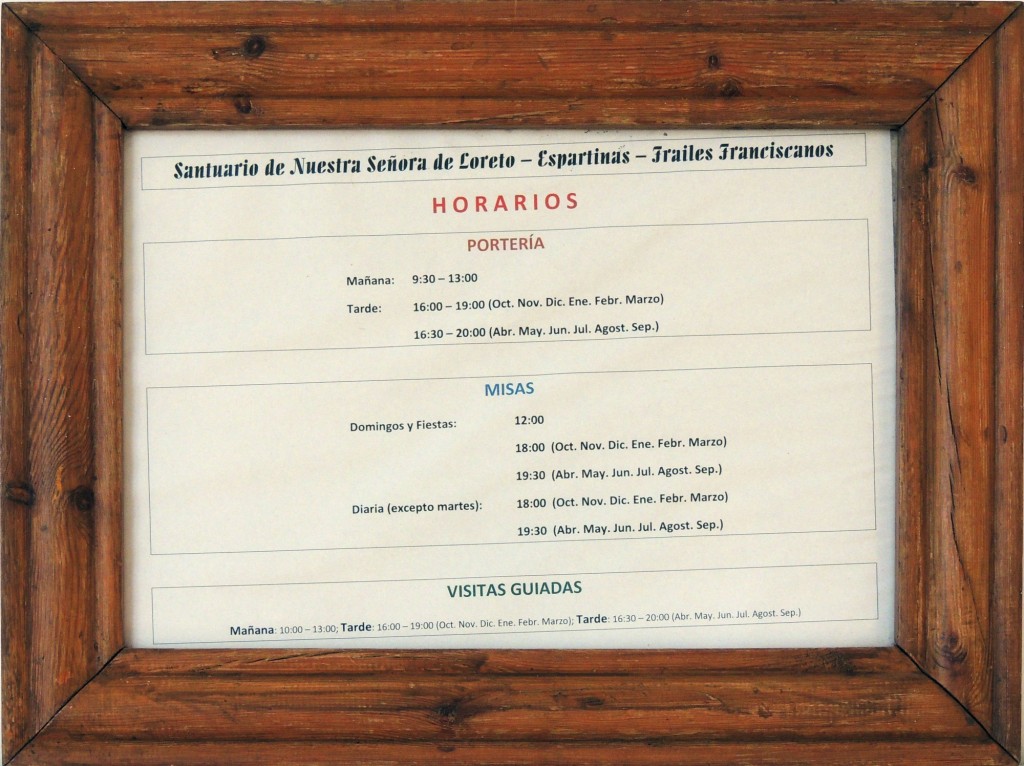 Santuario de Nuestra Señora de Loreto – Espartinas – Frailes Franciscanos
HORARIOS
PORTERÍA
Mañana: 9:30 – 13:00
Tarde: 16:00 – 19:00 (Oct. Nov. Dic. Ene. Febr. Marzo)
16:30 – 20:00 (Abr. May. Jun. Jul. Agost. Sep.)
MISAS
Domingos y Fiestas: 12:00
18:00 (Oct. Nov. Dic. Ene. Febr. Marzo)
19:30 (Abr. May. Jun. Jul. Agost. Sep.)
Diaria (excepto martes): 18:00 (Oct. Nov. Dic. Ene. Febr. Marzo)
19:30 (Abr. May. Jun. Jul. Agost. Sep.)
VISITAS GUIADAS
Mañana: 10:00 – 13:00; Tarde: 16:00 – 19:00 (Oct. Nov. Dic. Ene. Febr. Marzo); Tarde: 16:30 – 20:00 (Abr. May. Jun. Jul. Agost. Sep.)